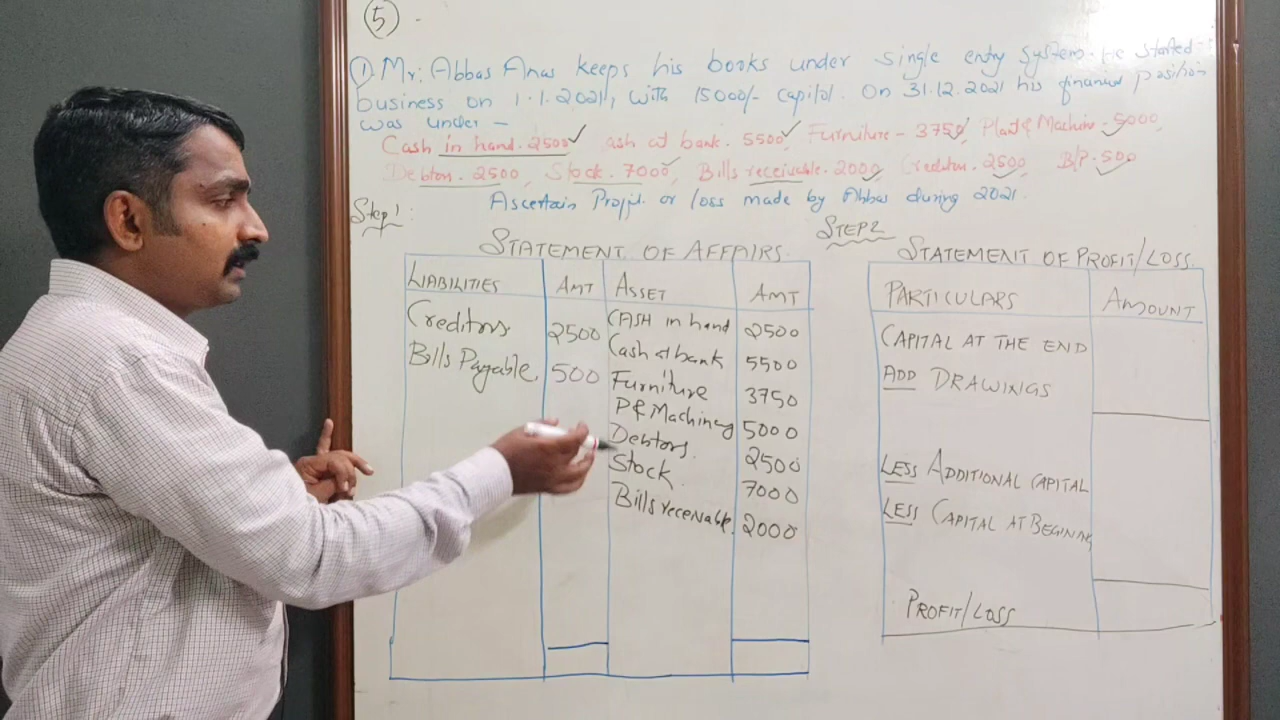 5
1) Mr: Abbas Anas keeps his books under single entry system. He started
business on 1.1.2021, with 15000/- capital. On 31.12.2021 his financial position
was under -
Cash in hand. 2500, ash at bank. 5500, Furniture - 3750, Plant & Machin - 5000,
Debtors. 2500, Stock. 7000, Bills receivable. 2000, Creditors. 2500, B/P. 500
Ascertain Profit or loss made by Abbas during 2021.
Step 1:
STEP 2
STATEMENT OF AFFAIRS.
LIABILITIES AMT ASSET AMT
Creditors. 2500 CASH in hand 2500
Bills Payable. 500 Cash at bank 5500
Furniture 3750
P& Machinery 5000
Debtors. 2500
Stock. 7000
Bills receivable. 2000
STATEMENT OF PROFIT/LOSS.
PARTICULARS AMOUNT
CAPITAL AT THE END
ADD DRAWINGS
LESS ADDITIONAL CAPITAL
LESS CAPITAL AT BEGINING
PROFIT/LOSS